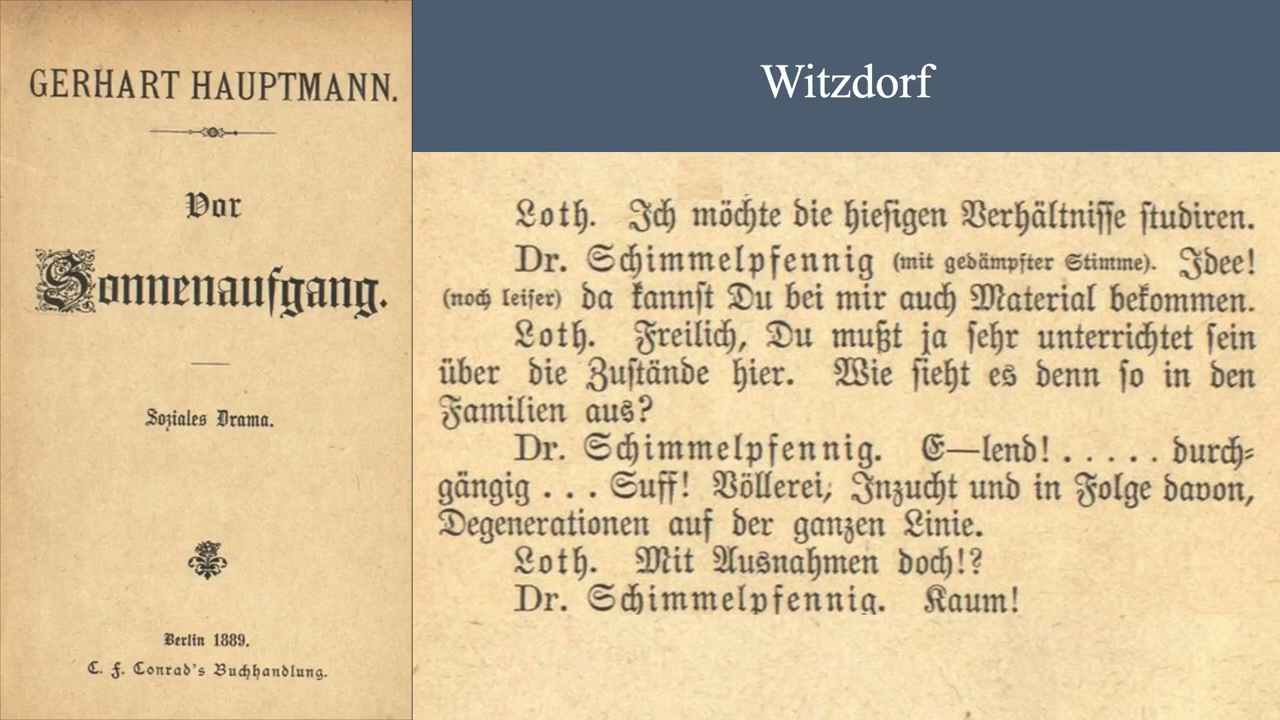 GERHART HAUPTMANN.
Vor
Sonnenaufgang.
Soziales Drama.
Berlin 1889.
C. F. Conrad's Buchhandlung.
Witzdorf
Loth. Ich möchte die hiesigen Verhältnisse studiren.
Dr. Schimmelpfennig (mit gedämpfter Stimme). Idee!
(noch leiser) da kannst Du bei mir auch Material bekommen.
Loth. Freilich, Du mußt ja sehr unterrichtet sein
über die Zustände hier. Wie sieht es denn so in den
Familien aus?
Dr. Schimmelpfennig. E—lend! . . . . . durch-
gängig . . . Suff! Völlerei, Inzucht und in Folge davon,
Degenerationen auf der ganzen Linie.
Loth. Mit Ausnahmen doch!?
Dr. Schimmelpfennig. Kaum!